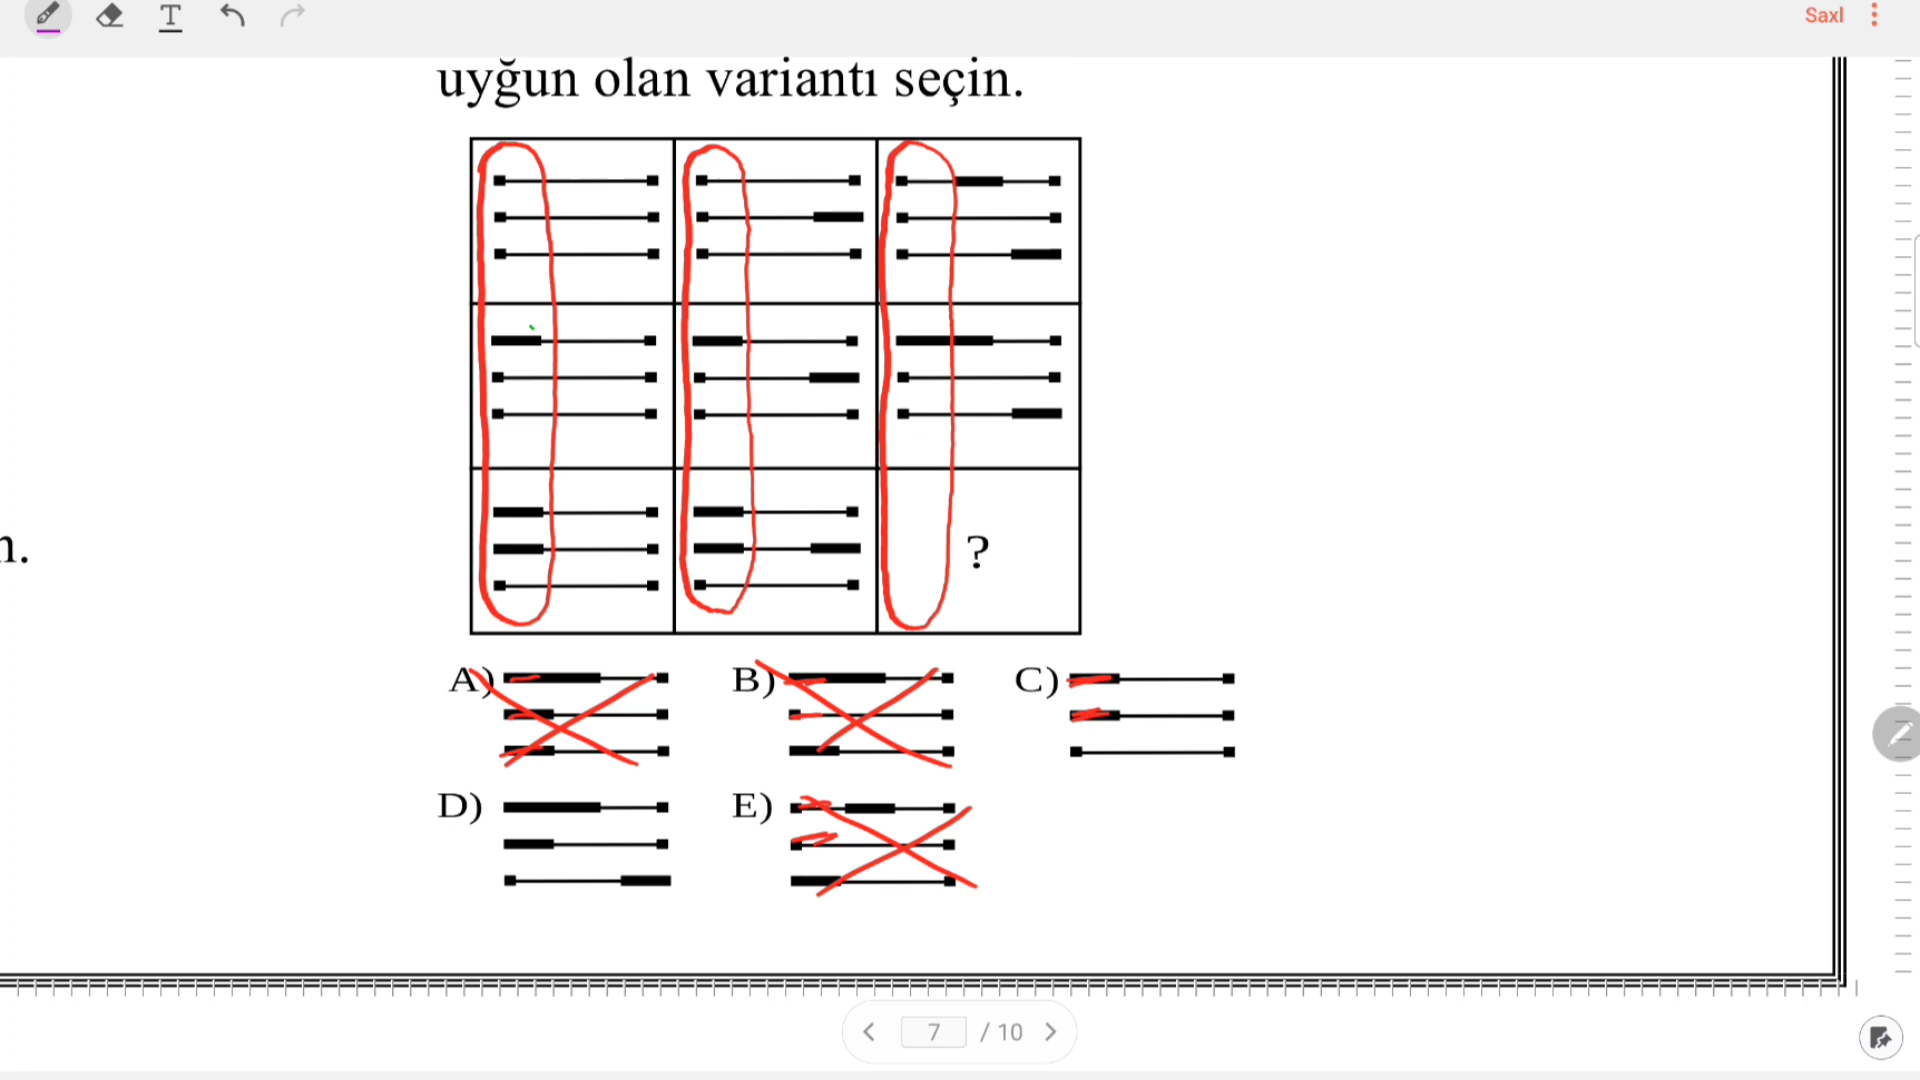 T
Saxl
uyğun olan variantı seçin.
n.
?
A) B) C)
D) E)
7 / 10